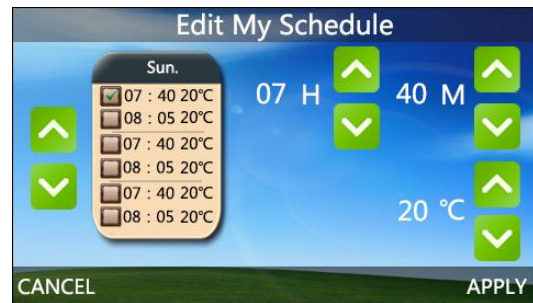 Edit My Schedule
Sun.
07 : 40 20℃
08 : 05 20℃
07 : 40 20℃
08 : 05 20℃
07 : 40 20℃
08 : 05 20℃
07 H
40 M
20 ℃
CANCEL
APPLY